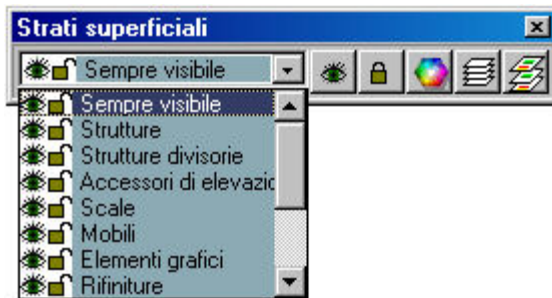 Strati superficiali
Sempre visibile
Sempre visibile
Strutture
Strutture divisorie
Accessori di elevazio
Scale
Mobili
Elementi grafici
Rifiniture